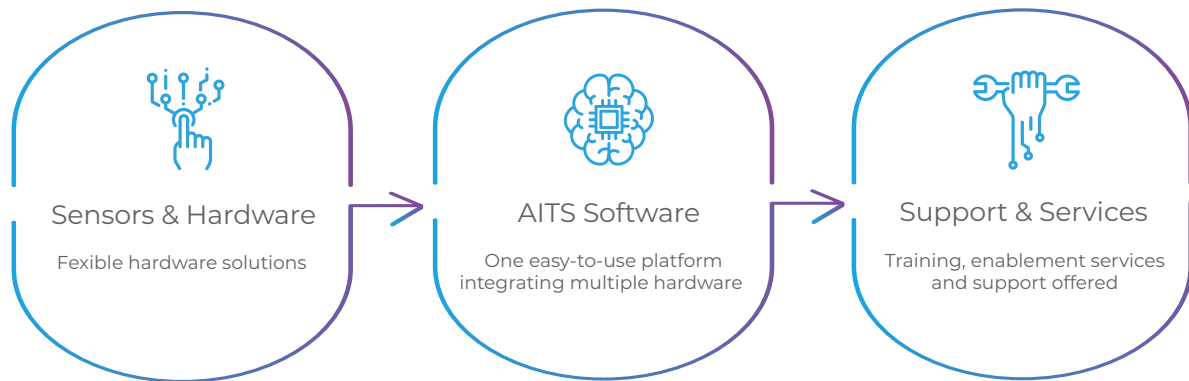 Sensors & Hardware
Fexible hardware solutions
AITS Software
One easy-to-use platform
integrating multiple hardware
Support & Services
Training, enablement services
and support offered